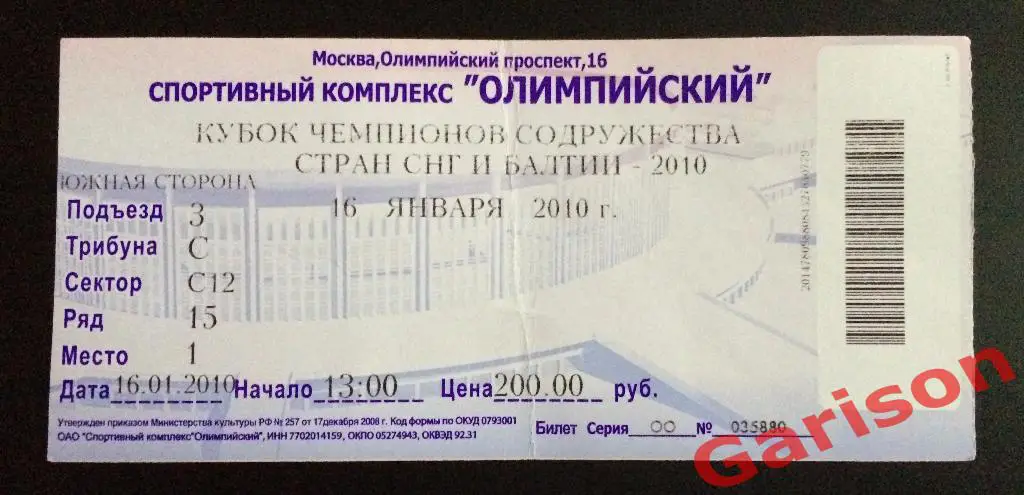 Москва,Олимпийский проспект,16
СПОРТИВНЫЙ КОМПЛЕКС "ОЛИМПИЙСКИЙ"
КУБОК ЧЕМПИОНОВ СОДРУЖЕСТВА
СТРАН СНГ И БАЛТИИ - 2010
ЮЖНАЯ СТОРОНА
16 ЯНВАРЯ 2010 г.
Подъезд 3
Трибуна С
Сектор С12
Ряд 15
Место 1
Дата 16.01.2010 Начало 13:00 Цена 200.00 руб.
Утвержден приказом Министерства культуры РФ № 257 от 17декабря 2008 г. Код формы по ОКУД 0793001
ОАО "Спортивный комплекс"Олимпийский", ИНН 7702014159, ОКПО 05274943, ОКВЭД 92.31
Билет Серия ОО № 035880
Garison